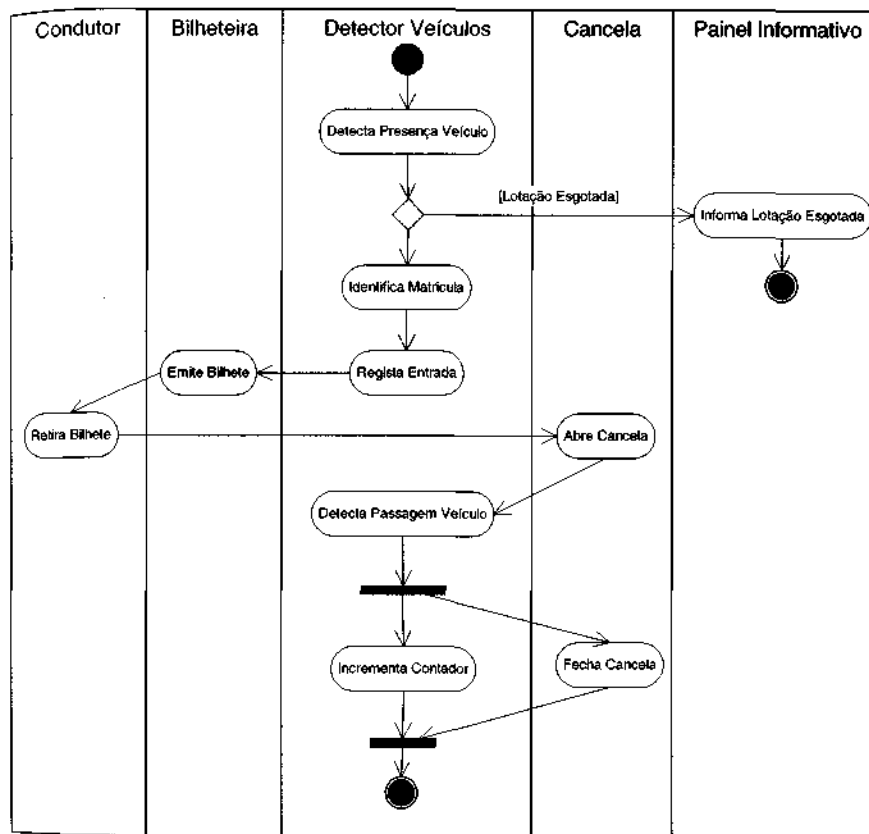 Condutor
Bilheteira
Detector Veículos
Cancela
Painel Informativo
Detecta Presença Veículo
[Lotação Esgotada]
Informa Lotação Esgotada
Identifica Matrícula
Emite Bilhete
Regista Entrada
Retira Bilhete
Abre Cancela
Detecta Passagem Veículo
Incrementa Contador
Fecha Cancela